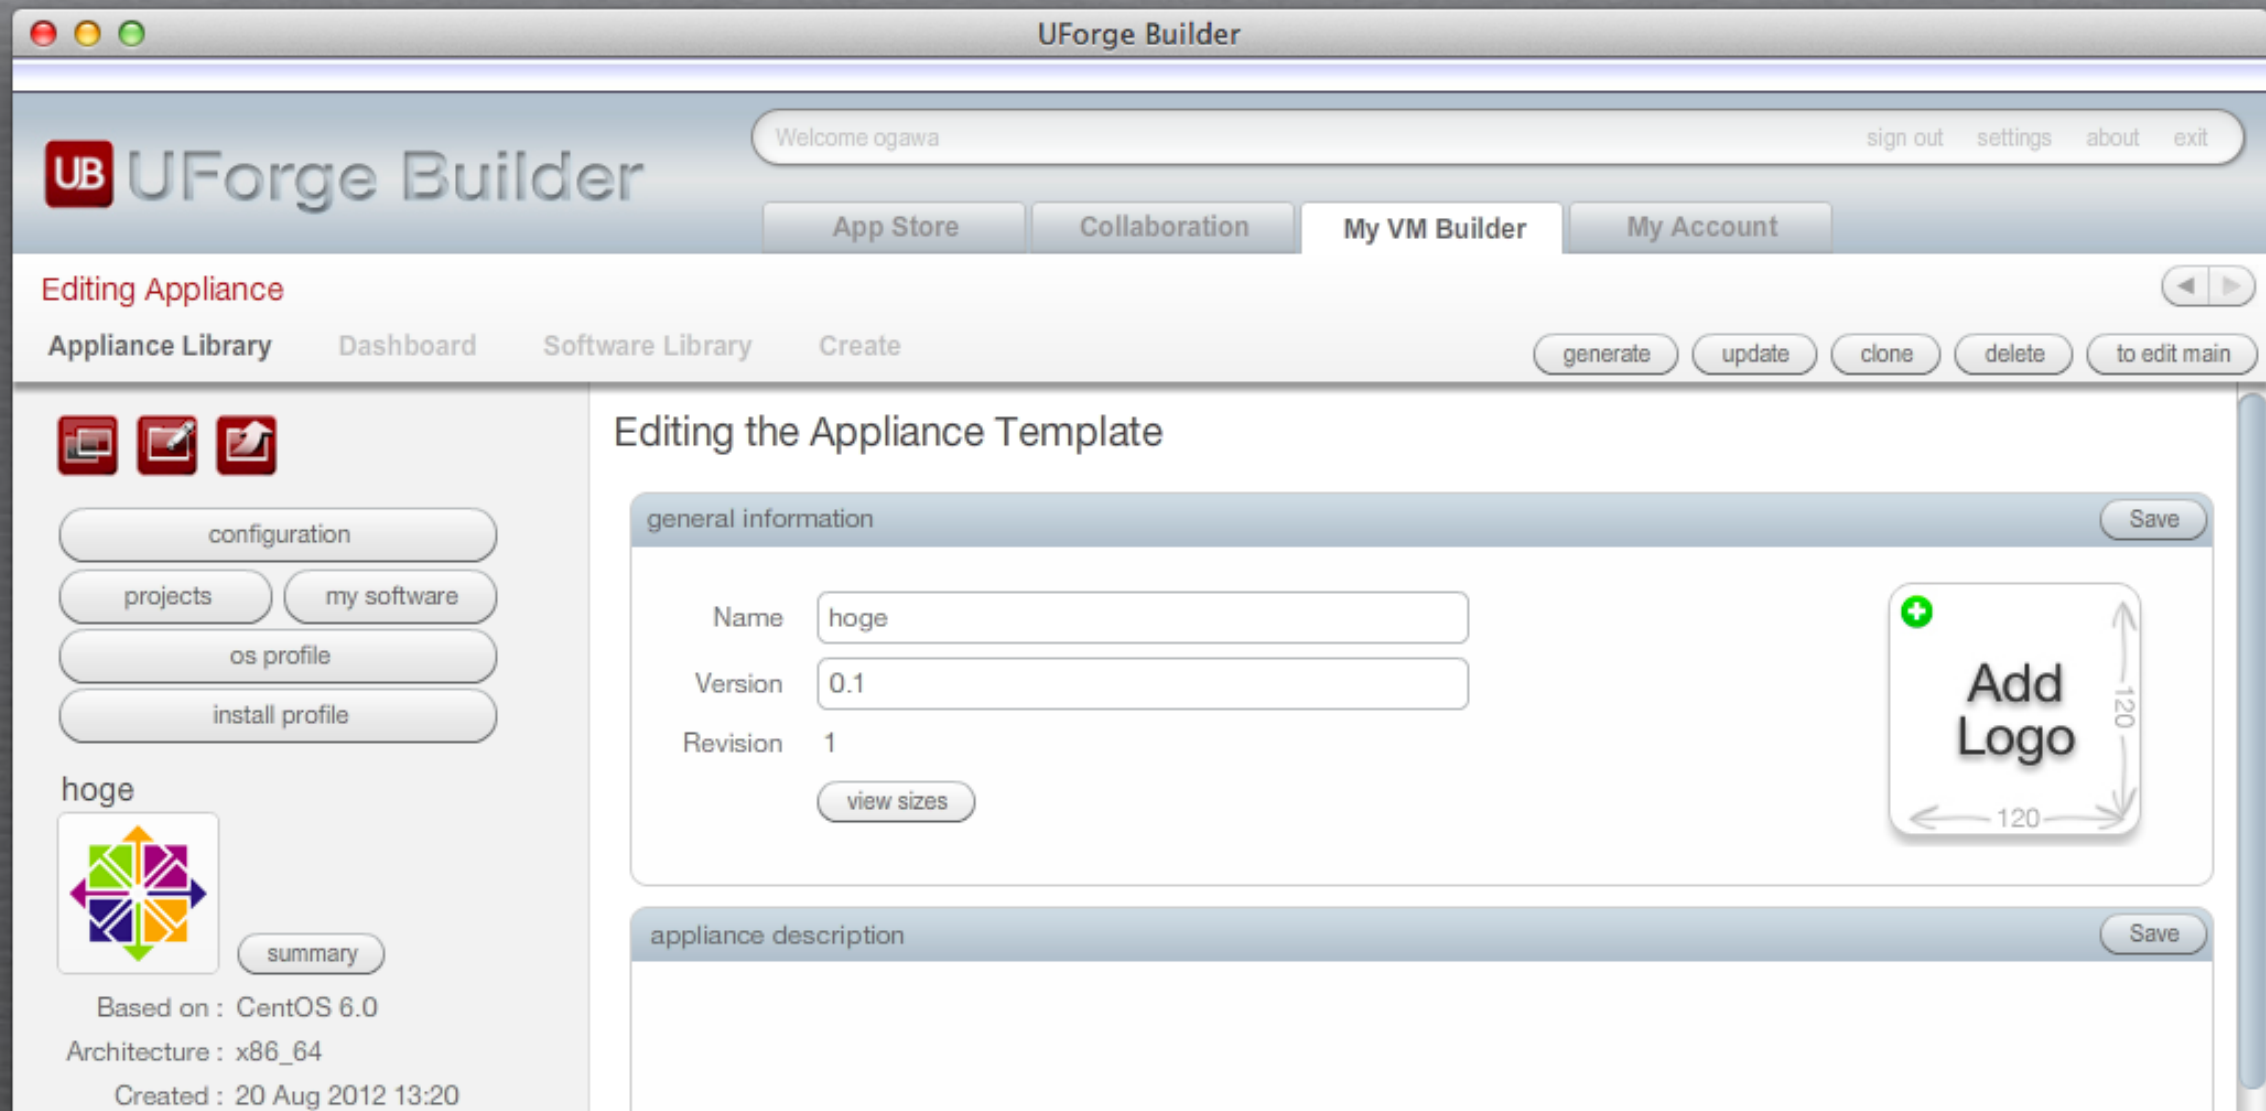 UForge Builder
Welcome ogawa
sign out settings about exit
UB UForge Builder
App Store Collaboration My VM Builder My Account
Editing Appliance
Appliance Library Dashboard Software Library Create
generate update clone delete to edit main
Editing the Appliance Template
configuration
projects my software
os profile
install profile
hoge
summary
Based on : CentOS 6.0
Architecture : x86_64
Created : 20 Aug 2012 13:20
general information Save
Name hoge
Version 0.1
Revision 1
view sizes
Add
Logo
120
120
appliance description Save